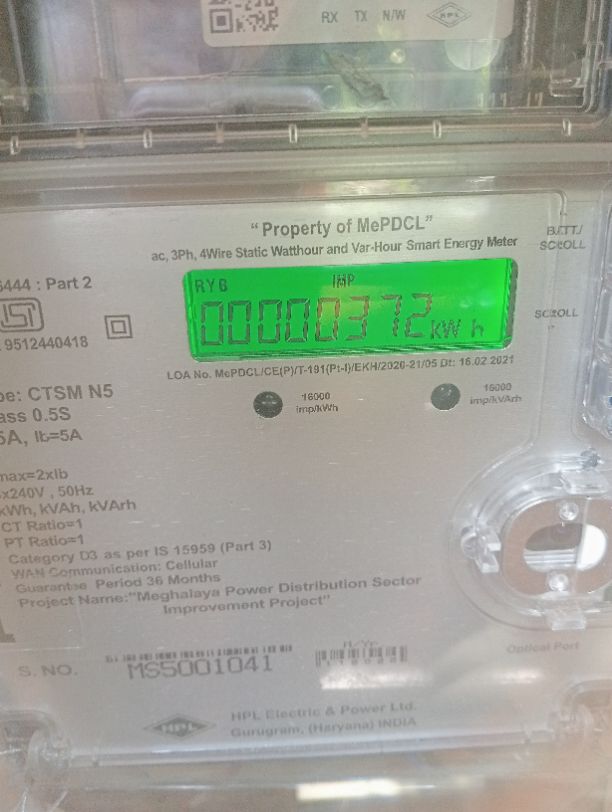 RX TX N/W HPL
"Property of MePDCL"
ac, 3Ph, 4Wire Static Watthour and Var-Hour Smart Energy Meter
BATT/
SCROLL
6444 : Part 2
RYB IMP
00000372 kWh
SCROLL
9512440418
LOA No. MePDCL/CE(P)/T-191(Pt-I)/EKH/2020-21/05 Dt: 16.02.2021
pe: CTSM N5
ass 0.5S
5A, Ib=5A
16000
imp/kWh
16000
imp/kVArh
max=2xIb
x240V , 50Hz
kWh, kVAh, kVArh
CT Ratio=1
PT Ratio=1
Category D3 as per IS 15959 (Part 3)
WAN Communication: Cellular
Guarantee Period 36 Months
Project Name:"Meghalaya Power Distribution Sector
Improvement Project"
Optical Port
S. NO. MS5001041
HPL
HPL Electric & Power Ltd.
Gurugram, (Haryana) INDIA